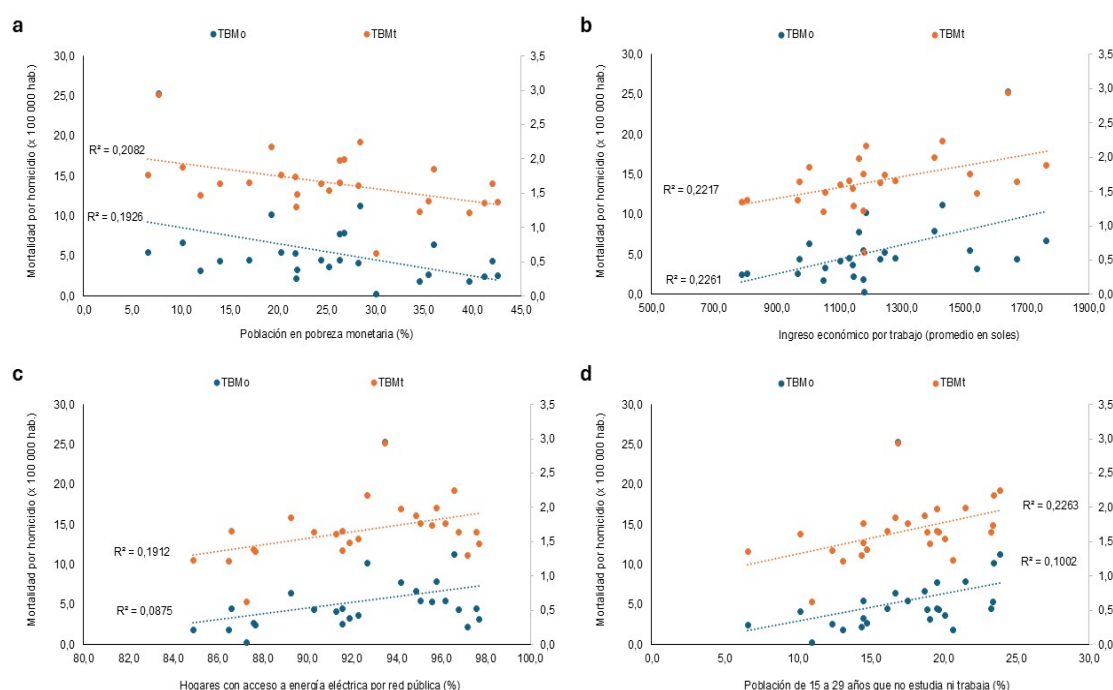 a
TBMo
TBMt
30,0
25,0
20,0
15,0
10,0
5,0
0,0
Mortalidad por homicidio (x 100 000 hab.)
3,5
3,0
2,5
2,0
1,5
1,0
0,5
0,0
R² = 0,2082
R² = 0,1926
0,0 5,0 10,0 15,0 20,0 25,0 30,0 35,0 40,0 45,0
Población en pobreza monetaria (%)
b
TBMo
TBMt
30,0
25,0
20,0
15,0
10,0
5,0
0,0
Mortalidad por homicidio (x 100 000 hab.)
3,5
3,0
2,5
2,0
1,5
1,0
0,5
0,0
R² = 0,2217
R² = 0,2261
500,0 700,0 900,0 1100,0 1300,0 1500,0 1700,0 1900,0
Ingreso económico por trabajo (promedio en soles)
c
TBMo
TBMt
30,0
25,0
20,0
15,0
10,0
5,0
0,0
Mortalidad por homicidio (x 100 000 hab.)
3,5
3,0
2,5
2,0
1,5
1,0
0,5
0,0
R² = 0,1912
R² = 0,0875
80,0 82,0 84,0 86,0 88,0 90,0 92,0 94,0 96,0 98,0 100,0
Hogares con acceso a energía eléctrica por red pública (%)
d
TBMo
TBMt
30,0
25,0
20,0
15,0
10,0
5,0
0,0
Mortalidad por homicidio (x 100 000 hab.)
3,5
3,0
2,5
2,0
1,5
1,0
0,5
0,0
R² = 0,2263
R² = 0,1002
0,0 5,0 10,0 15,0 20,0 25,0 30,0
Población de 15 a 29 años que no estudia ni trabaja (%)